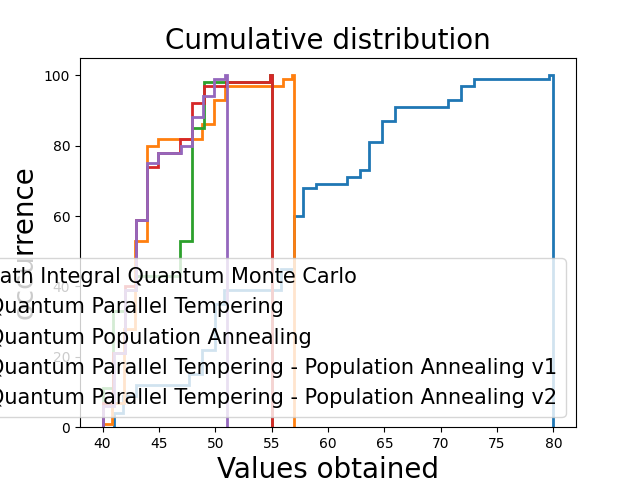 Cumulative distribution
100
80
60
40
20
0
occurrence
ath Integral Quantum Monte Carlo
Quantum Parallel Tempering
Quantum Population Annealing
Quantum Parallel Tempering - Population Annealing v1
Quantum Parallel Tempering - Population Annealing v2
40 45 50 55 60 65 70 75 80
Values obtained